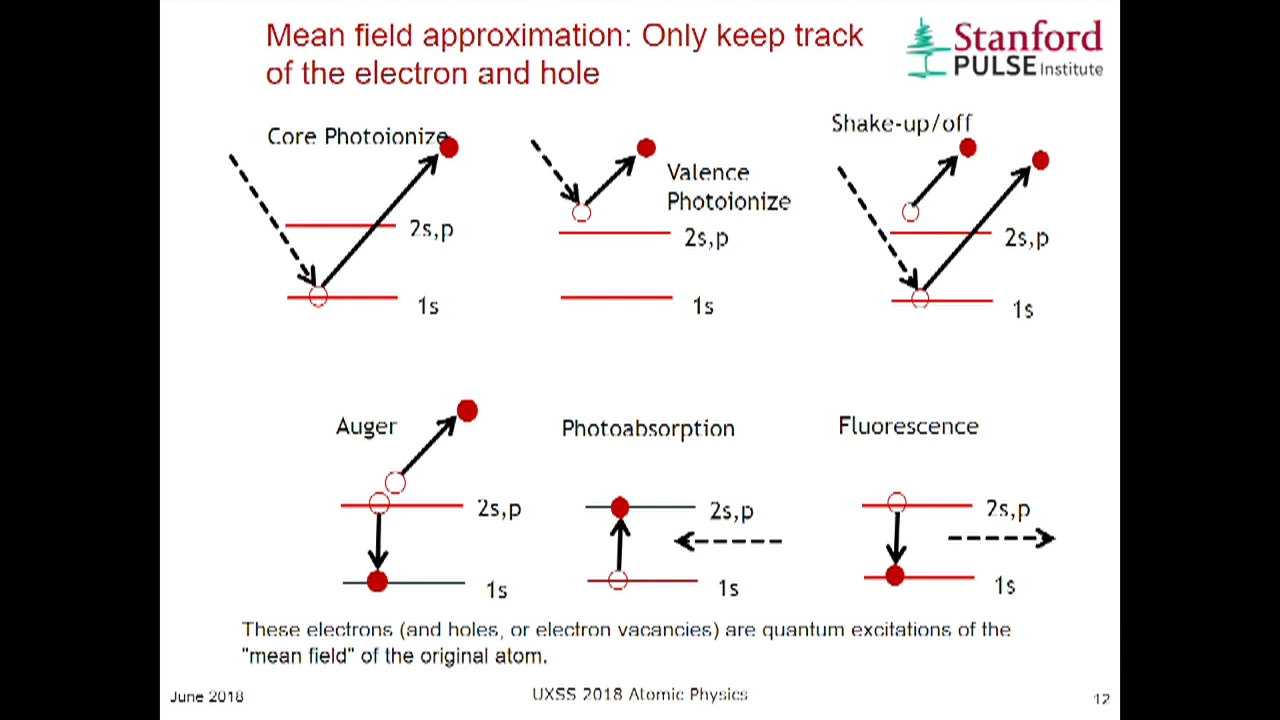 Mean field approximation: Only keep track
of the electron and hole
Stanford
PULSE Institute
Core Photoionize
2s,p
1s
Valence
Photoionize
2s,p
1s
Shake-up/off
2s,p
1s
Auger
2s,p
1s
Photoabsorption
2s,p
1s
Fluorescence
2s,p
1s
These electrons (and holes, or electron vacancies) are quantum excitations of the
"mean field" of the original atom.
June 2018
UXSS 2018 Atomic Physics
12